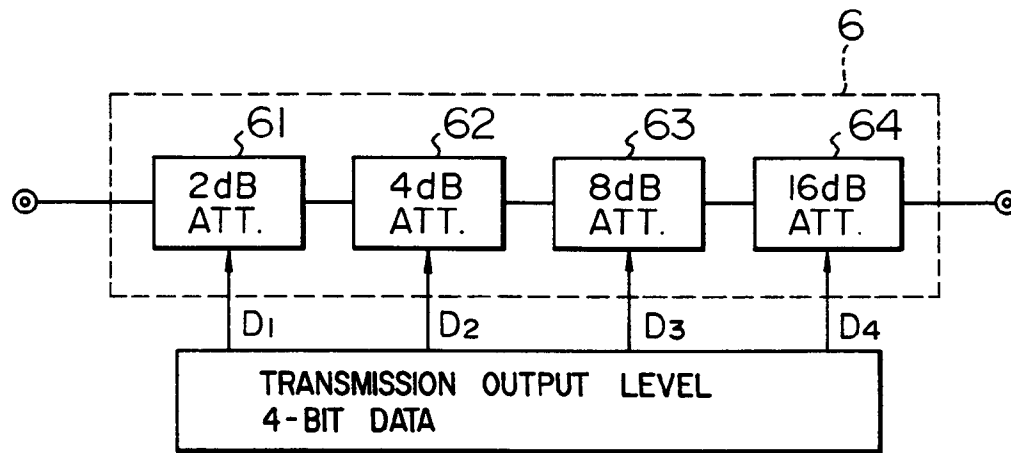 6
61 62 63 64
2dB ATT.
4dB ATT.
8dB ATT.
16dB ATT.
D1 D2 D3 D4
TRANSMISSION OUTPUT LEVEL
4-BIT DATA